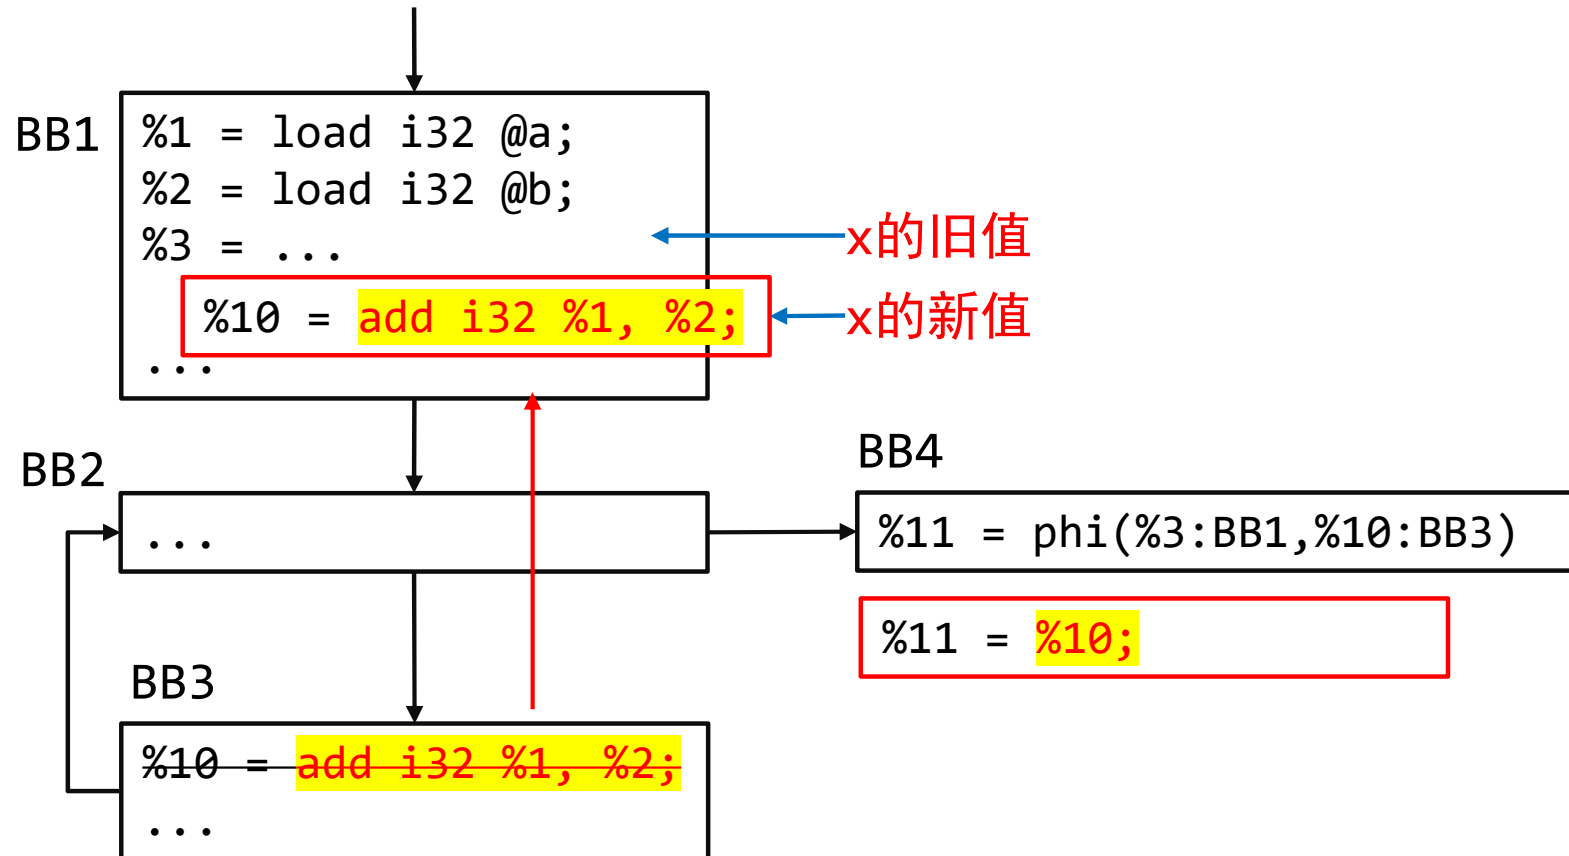 BB1
%1 = load i32 @a;
%2 = load i32 @b;
%3 = ...
x的旧值
%10 = add i32 %1, %2;
x的新值
...
BB2
...
BB4
%11 = phi(%3:BB1,%10:BB3)
%11 = %10;
BB3
%10 = add i32 %1, %2;
...